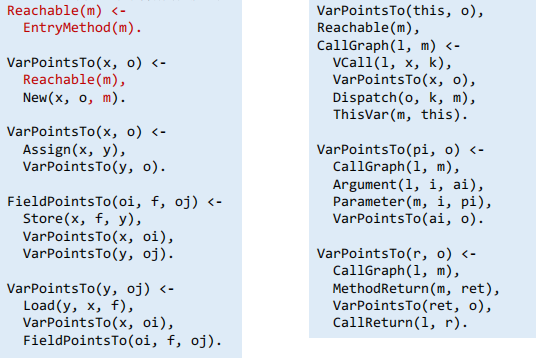 Reachable(m) <-
EntryMethod(m).
VarPointsTo(x, o) <-
Reachable(m),
New(x, o, m).
VarPointsTo(x, o) <-
Assign(x, y),
VarPointsTo(y, o).
FieldPointsTo(oi, f, oj) <-
Store(x, f, y),
VarPointsTo(x, oi),
VarPointsTo(y, oj).
VarPointsTo(y, oj) <-
Load(y, x, f),
VarPointsTo(x, oi),
FieldPointsTo(oi, f, oj).
VarPointsTo(this, o),
Reachable(m),
CallGraph(l, m) <-
VCall(l, x, k),
VarPointsTo(x, o),
Dispatch(o, k, m),
ThisVar(m, this).
VarPointsTo(pi, o) <-
CallGraph(l, m),
Argument(l, i, ai),
Parameter(m, i, pi),
VarPointsTo(ai, o).
VarPointsTo(r, o) <-
CallGraph(l, m),
MethodReturn(m, ret),
VarPointsTo(ret, o),
CallReturn(l, r).